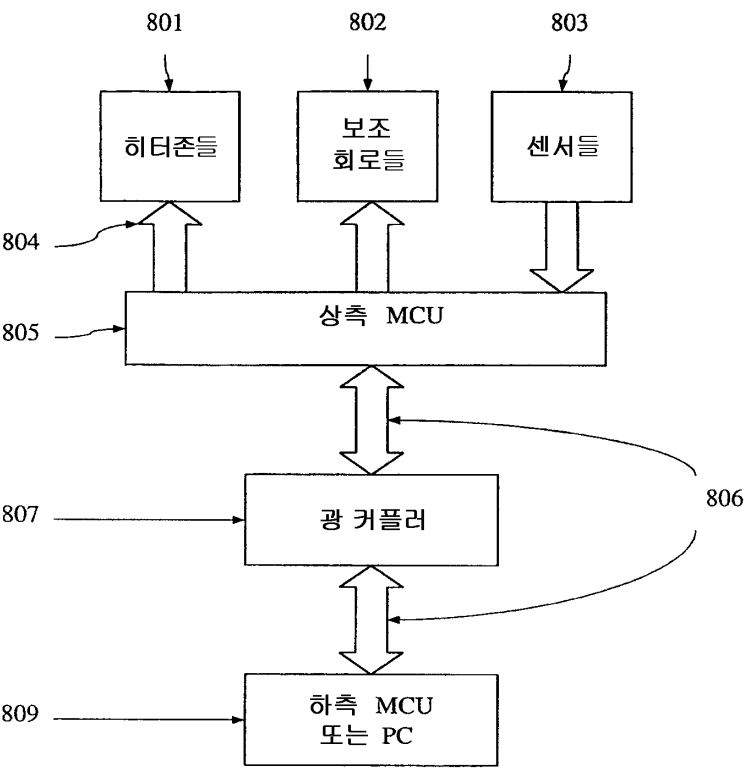 801
802
803
히터존들
보조
회로들
센서들
804
상측 MCU
805
806
807
광 커플러
809
하측 MCU
또는 PC